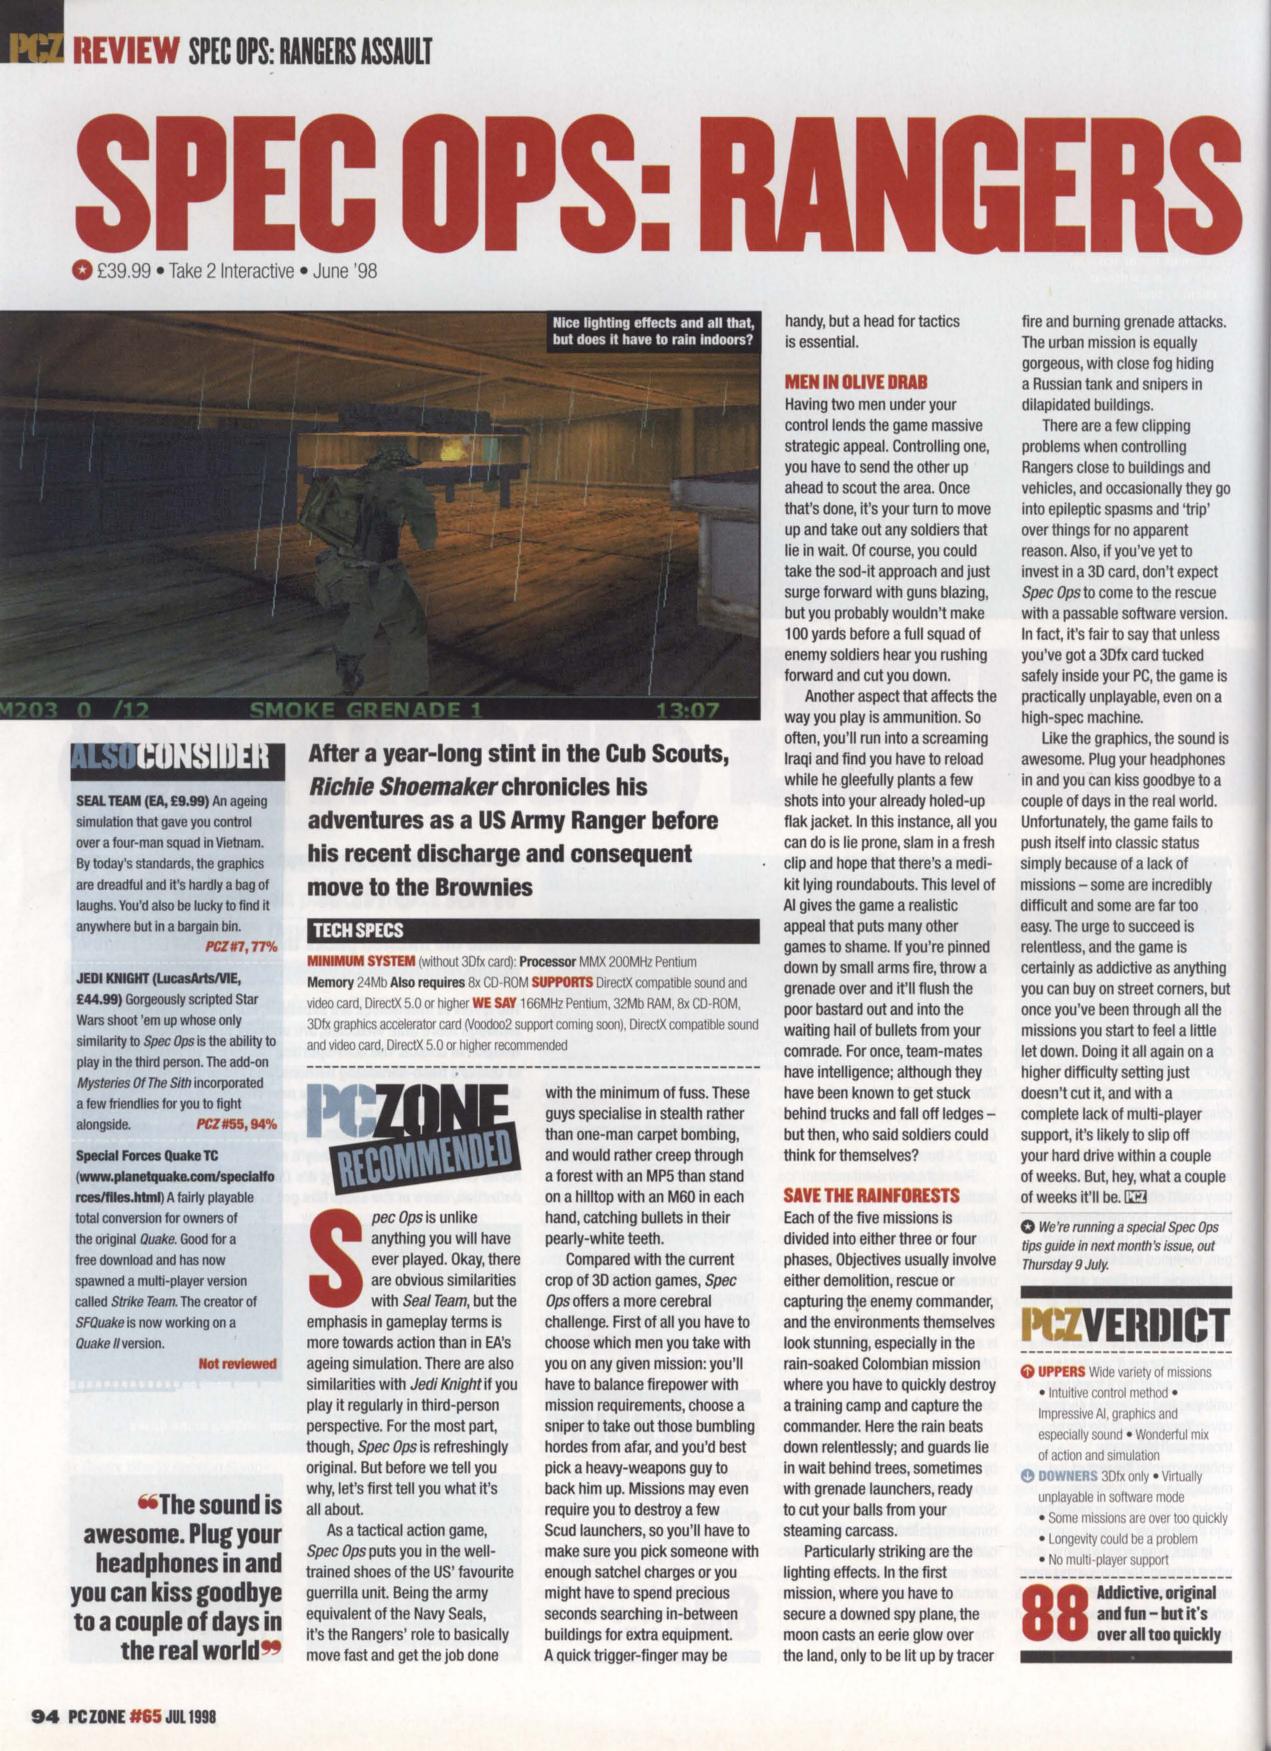 PCZ REVIEW SPEC OPS: RANGERS ASSAULT
SPEC OPS: RANGERS
£39.99 • Take 2 Interactive • June '98
Nice lighting effects and all that,
but does it have to rain indoors?
M203 0 /12 SMOKE GRENADE 1 13:07
ALSOCONSIDER
SEAL TEAM (EA, £9.99) An ageing
simulation that gave you control
over a four-man squad in Vietnam.
By today's standards, the graphics
are dreadful and it's hardly a bag of
laughs. You'd also be lucky to find it
anywhere but in a bargain bin.
PCZ #7, 77%
JEDI KNIGHT (LucasArts/VIE,
£44.99) Gorgeously scripted Star
Wars shoot 'em up whose only
similarity to Spec Ops is the ability to
play in the third person. The add-on
Mysteries Of The Sith incorporated
a few friendlies for you to fight
alongside. PCZ #55, 94%
Special Forces Quake TC
(www.planetquake.com/specialfo
rces/files.html) A fairly playable
total conversion for owners of
the original Quake. Good for a
free download and has now
spawned a multi-player version
called Strike Team. The creator of
SFQuake is now working on a
Quake II version.
Not reviewed
“The sound is
awesome. Plug your
headphones in and
you can kiss goodbye
to a couple of days in
the real world”
After a year-long stint in the Cub Scouts,
Richie Shoemaker chronicles his
adventures as a US Army Ranger before
his recent discharge and consequent
move to the Brownies
TECH SPECS
MINIMUM SYSTEM (without 3Dfx card): Processor MMX 200MHz Pentium
Memory 24Mb Also requires 8x CD-ROM SUPPORTS DirectX compatible sound and
video card, DirectX 5.0 or higher WE SAY 166MHz Pentium, 32Mb RAM, 8x CD-ROM,
3Dfx graphics accelerator card (Voodoo2 support coming soon), DirectX compatible sound
and video card, DirectX 5.0 or higher recommended
PCZONE
RECOMMENDED
Spec Ops is unlike
anything you will have
ever played. Okay, there
are obvious similarities
with Seal Team, but the
emphasis in gameplay terms is
more towards action than in EA's
ageing simulation. There are also
similarities with Jedi Knight if you
play it regularly in third-person
perspective. For the most part,
though, Spec Ops is refreshingly
original. But before we tell you
why, let's first tell you what it's
all about.
As a tactical action game,
Spec Ops puts you in the well-
trained shoes of the US' favourite
guerrilla unit. Being the army
equivalent of the Navy Seals,
it's the Rangers' role to basically
move fast and get the job done
with the minimum of fuss. These
guys specialise in stealth rather
than one-man carpet bombing,
and would rather creep through
a forest with an MP5 than stand
on a hilltop with an M60 in each
hand, catching bullets in their
pearly-white teeth.
Compared with the current
crop of 3D action games, Spec
Ops offers a more cerebral
challenge. First of all you have to
choose which men you take with
you on any given mission: you'll
have to balance firepower with
mission requirements, choose a
sniper to take out those bumbling
hordes from afar, and you'd best
pick a heavy-weapons guy to
back him up. Missions may even
require you to destroy a few
Scud launchers, so you'll have to
make sure you pick someone with
enough satchel charges or you
might have to spend precious
seconds searching in-between
buildings for extra equipment.
A quick trigger-finger may be
handy, but a head for tactics
is essential.
MEN IN OLIVE DRAB
Having two men under your
control lends the game massive
strategic appeal. Controlling one,
you have to send the other up
ahead to scout the area. Once
that's done, it's your turn to move
up and take out any soldiers that
lie in wait. Of course, you could
take the sod-it approach and just
surge forward with guns blazing,
but you probably wouldn't make
100 yards before a full squad of
enemy soldiers hear you rushing
forward and cut you down.
Another aspect that affects the
way you play is ammunition. So
often, you'll run into a screaming
Iraqi and find you have to reload
while he gleefully plants a few
shots into your already holed-up
flak jacket. In this instance, all you
can do is lie prone, slam in a fresh
clip and hope that there's a medi-
kit lying roundabouts. This level of
AI gives the game a realistic
appeal that puts many other
games to shame. If you're pinned
down by small arms fire, throw a
grenade over and it'll flush the
poor bastard out and into the
waiting hail of bullets from your
comrade. For once, team-mates
have intelligence; although they
have been known to get stuck
behind trucks and fall off ledges –
but then, who said soldiers could
think for themselves?
SAVE THE RAINFORESTS
Each of the five missions is
divided into either three or four
phases. Objectives usually involve
either demolition, rescue or
capturing the enemy commander,
and the environments themselves
look stunning, especially in the
rain-soaked Colombian mission
where you have to quickly destroy
a training camp and capture the
commander. Here the rain beats
down relentlessly; and guards lie
in wait behind trees, sometimes
with grenade launchers, ready
to cut your balls from your
steaming carcass.
Particularly striking are the
lighting effects. In the first
mission, where you have to
secure a downed spy plane, the
moon casts an eerie glow over
the land, only to be lit up by tracer
fire and burning grenade attacks.
The urban mission is equally
gorgeous, with close fog hiding
a Russian tank and snipers in
dilapidated buildings.
There are a few clipping
problems when controlling
Rangers close to buildings and
vehicles, and occasionally they go
into epileptic spasms and 'trip'
over things for no apparent
reason. Also, if you've yet to
invest in a 3D card, don't expect
Spec Ops to come to the rescue
with a passable software version.
In fact, it's fair to say that unless
you've got a 3Dfx card tucked
safely inside your PC, the game is
practically unplayable, even on a
high-spec machine.
Like the graphics, the sound is
awesome. Plug your headphones
in and you can kiss goodbye to a
couple of days in the real world.
Unfortunately, the game fails to
push itself into classic status
simply because of a lack of
missions – some are incredibly
difficult and some are far too
easy. The urge to succeed is
relentless, and the game is
certainly as addictive as anything
you can buy on street corners, but
once you've been through all the
missions you start to feel a little
let down. Doing it all again on a
higher difficulty setting just
doesn't cut it, and with a
complete lack of multi-player
support, it's likely to slip off
your hard drive within a couple
of weeks. But, hey, what a couple
of weeks it'll be. PCZ
We're running a special Spec Ops
tips guide in next month's issue, out
Thursday 9 July.
PCZVERDICT
UPPERS Wide variety of missions
• Intuitive control method •
Impressive AI, graphics and
especially sound • Wonderful mix
of action and simulation
DOWNERS 3Dfx only • Virtually
unplayable in software mode
• Some missions are over too quickly
• Longevity could be a problem
• No multi-player support
88 Addictive, original
and fun – but it's
over all too quickly
94 PC ZONE #65 JUL 1998